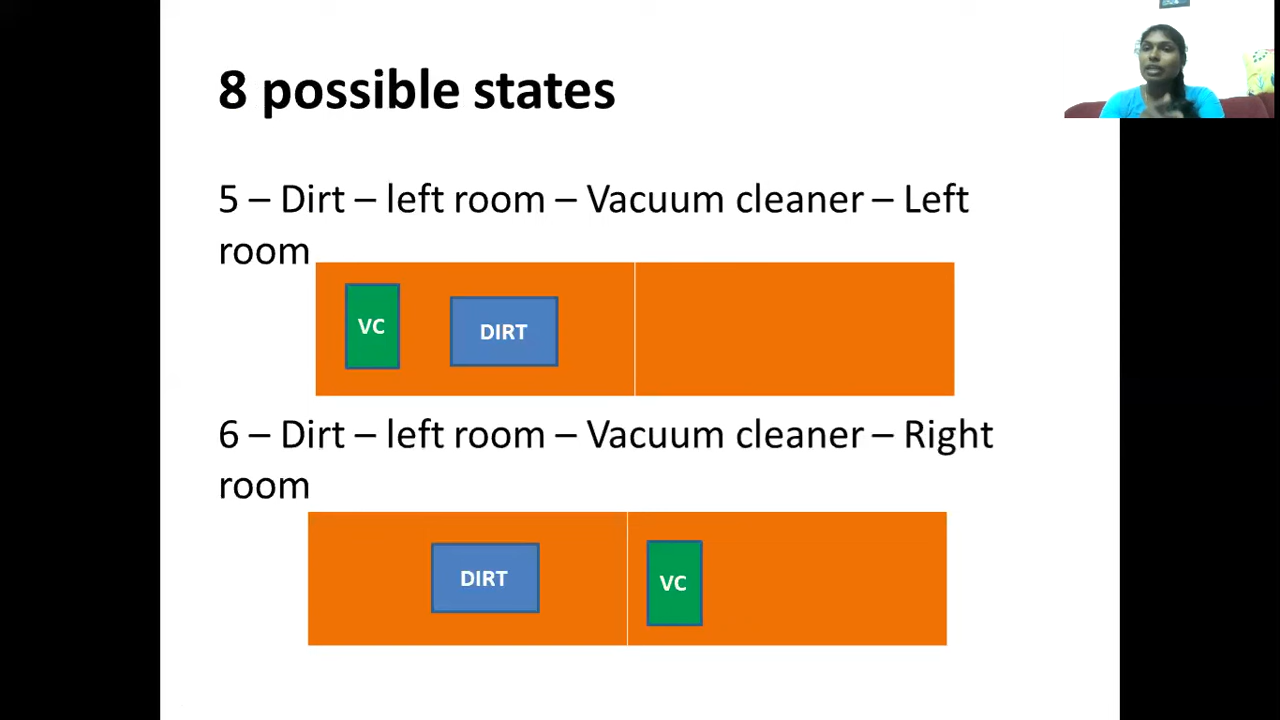 8 possible states
5 – Dirt – left room – Vacuum cleaner – Left
room
VC
DIRT
6 – Dirt – left room – Vacuum cleaner – Right
room
DIRT
VC